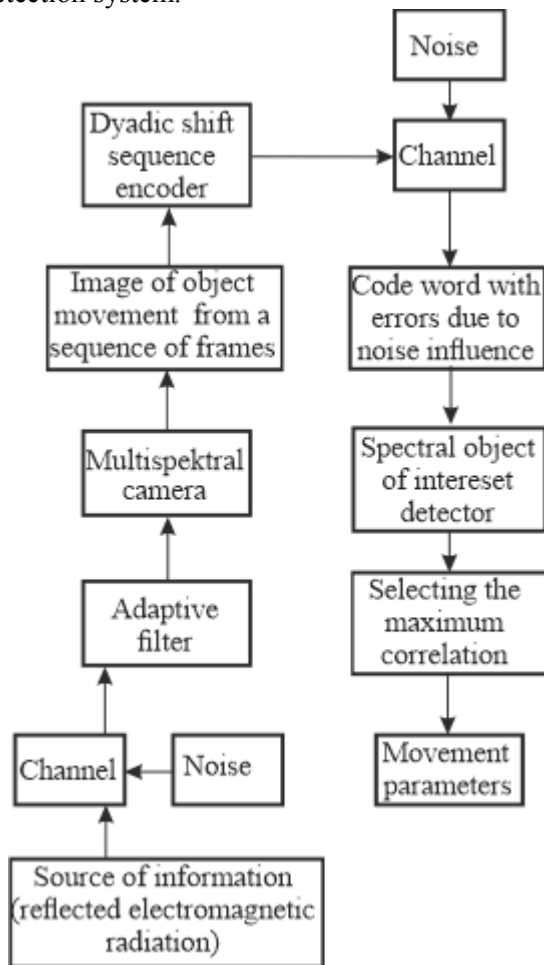 etection system.
Dyadic shift
sequence
encoder
Image of object
movement from a
sequence of frames
Multispektral
camera
Adaptive
filter
Channel
Noise
Source of information
(reflected electromagnetic
radiation)
Noise
Channel
Code word with
errors due to
noise influence
Spectral object
of intereset
detector
Selecting the
maximum
correlation
Movement
parameters